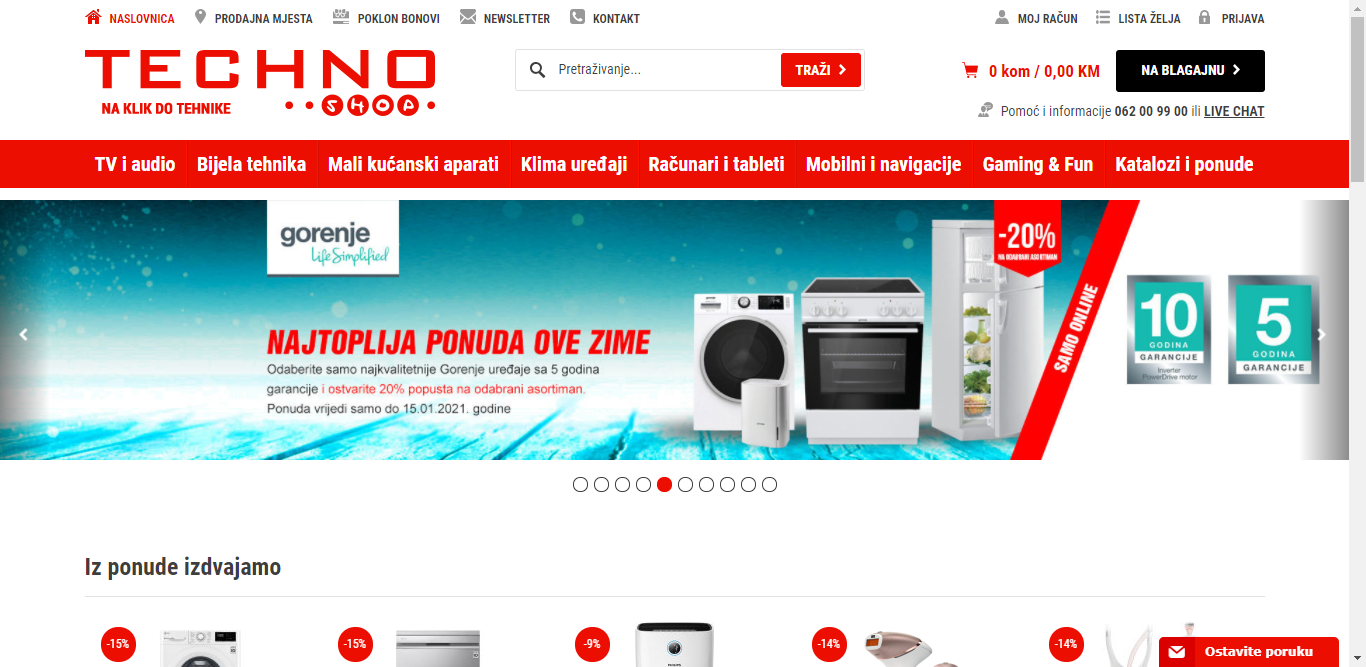 NASLOVNICA PRODAJNA MJESTA POKLON BONOVI NEWSLETTER KONTAKT MOJ RAČUN LISTA ŽELJA PRIJAVA
TECHNO
NA KLIK DO TEHNIKE SHOP
Pretraživanje... TRAŽI
0 kom / 0,00 KM NA BLAGAJNU
Pomoć i informacije 062 00 99 00 ili LIVE CHAT
TV i audio Bijela tehnika Mali kućanski aparati Klima uređaji Računari i tableti Mobilni i navigacije Gaming & Fun Katalozi i ponude
gorenje
Life Simplified
NAJTOPLIJA PONUDA OVE ZIME
Odaberite samo najkvalitetnije Gorenje uređaje sa 5 godina
garancije i ostvarite 20% popusta na odabrani asortiman.
Ponuda vrijedi samo do 15.01.2021. godine
-20%
NA ODABRANI ASORTIMAN
SAMO ONLINE
10
GODINA
GARANCIJE
Inverter
PowerDrive motor
5
GODINA
GARANCIJE
Iz ponude izdvajamo
-15% -15% -9% -14% -14%
PHILIPS
Ostavite poruku